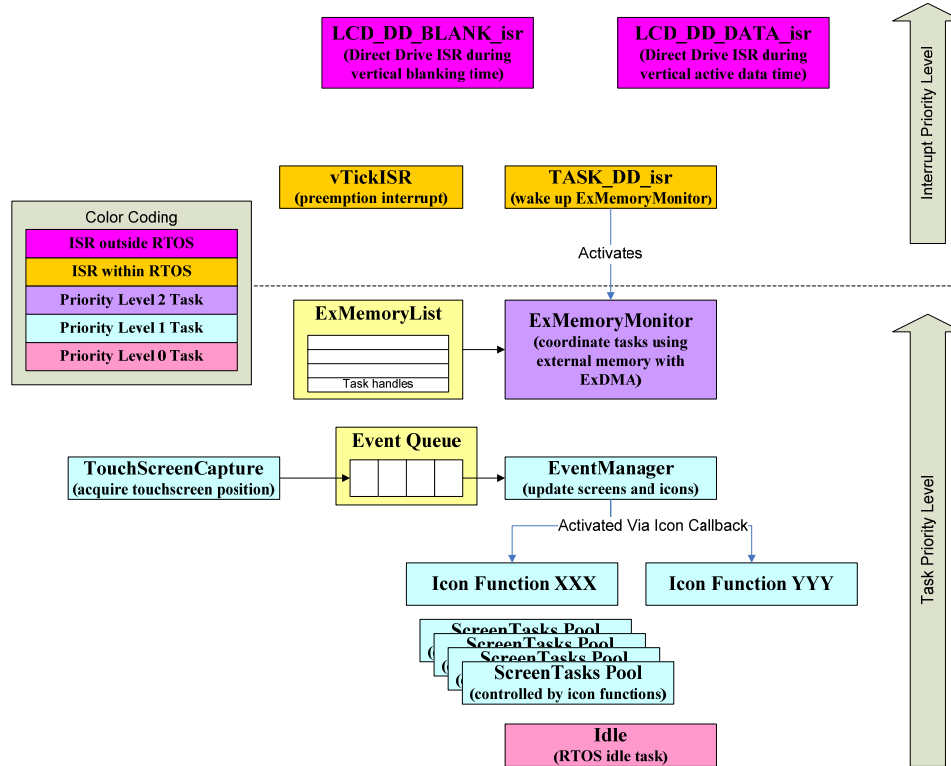 LCD_DD_BLANK_isr
(Direct Drive ISR during
vertical blanking time)
LCD_DD_DATA_isr
(Direct Drive ISR during
vertical active data time)
Interrupt Priority Level
vTickISR
(preemption interrupt)
TASK_DD_isr
(wake up ExMemoryMonitor)
Color Coding
ISR outside RTOS
ISR within RTOS
Priority Level 2 Task
Priority Level 1 Task
Priority Level 0 Task
Activates
ExMemoryList
Task handles
ExMemoryMonitor
(coordinate tasks using
external memory with
ExDMA)
Task Priority Level
TouchScreenCapture
(acquire touchscreen position)
Event Queue
EventManager
(update screens and icons)
Activated Via Icon Callback
Icon Function XXX
Icon Function YYY
ScreenTasks Pool
(
ScreenTasks Pool
(
ScreenTasks Pool
(
ScreenTasks Pool
(controlled by icon functions)
Idle
(RTOS idle task)